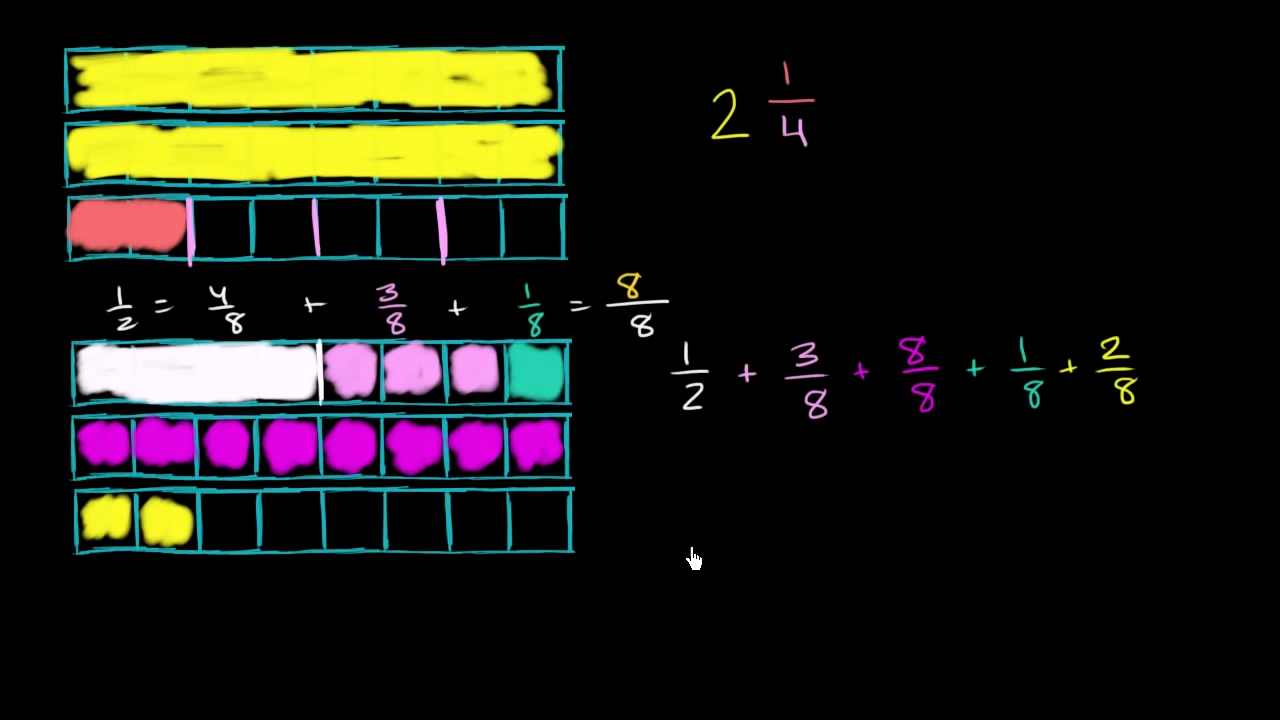 2 1/4
1/2 = 4/8 + 3/8 + 1/8 = 8/8
1/2 + 3/8 + 8/8 + 1/8 + 2/8